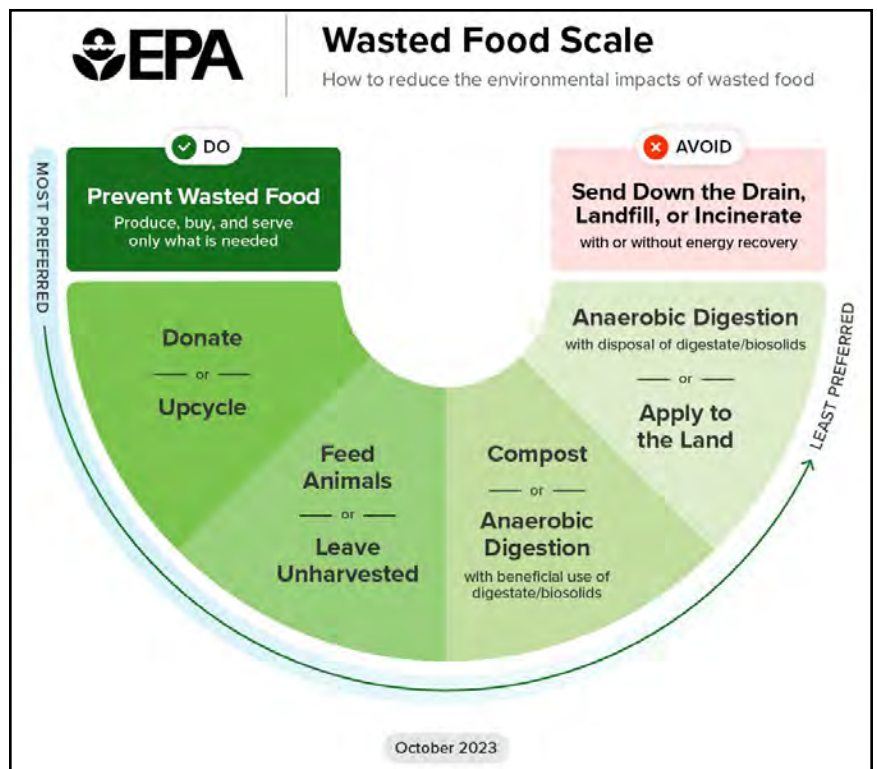 EPA
Wasted Food Scale
How to reduce the environmental impacts of wasted food
DO
Prevent Wasted Food
Produce, buy, and serve
only what is needed
AVOID
Send Down the Drain,
Landfill, or Incinerate
with or without energy recovery
MOST PREFERRED
Donate
or
Upcycle
Feed
Animals
or
Leave
Unharvested
Compost
or
Anaerobic
Digestion
with beneficial use of
digestate/biosolids
Anaerobic Digestion
with disposal of digestate/biosolids
or
Apply to
the Land
LEAST PREFERRED
October 2023